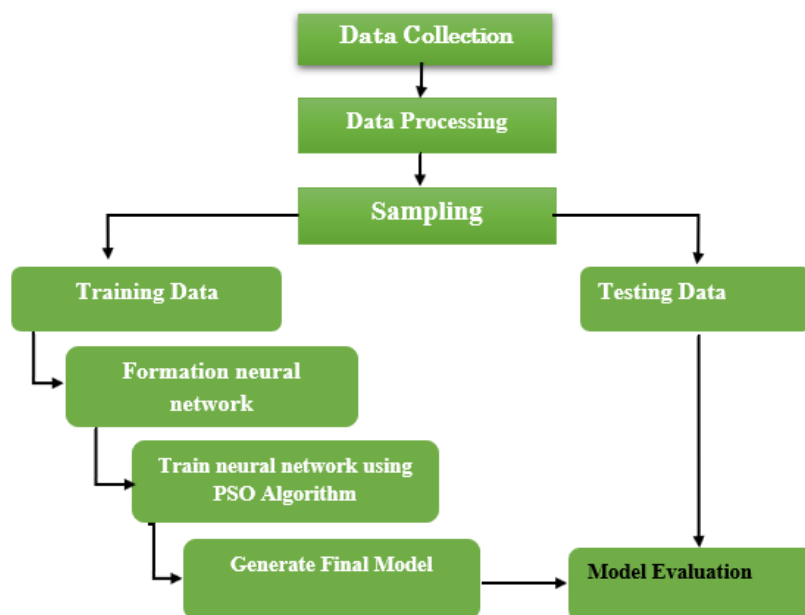 Data Collection
Data Processing
Sampling
Training Data
Testing Data
Formation neural
network
Train neural network using
PSO Algorithm
Generate Final Model
Model Evaluation